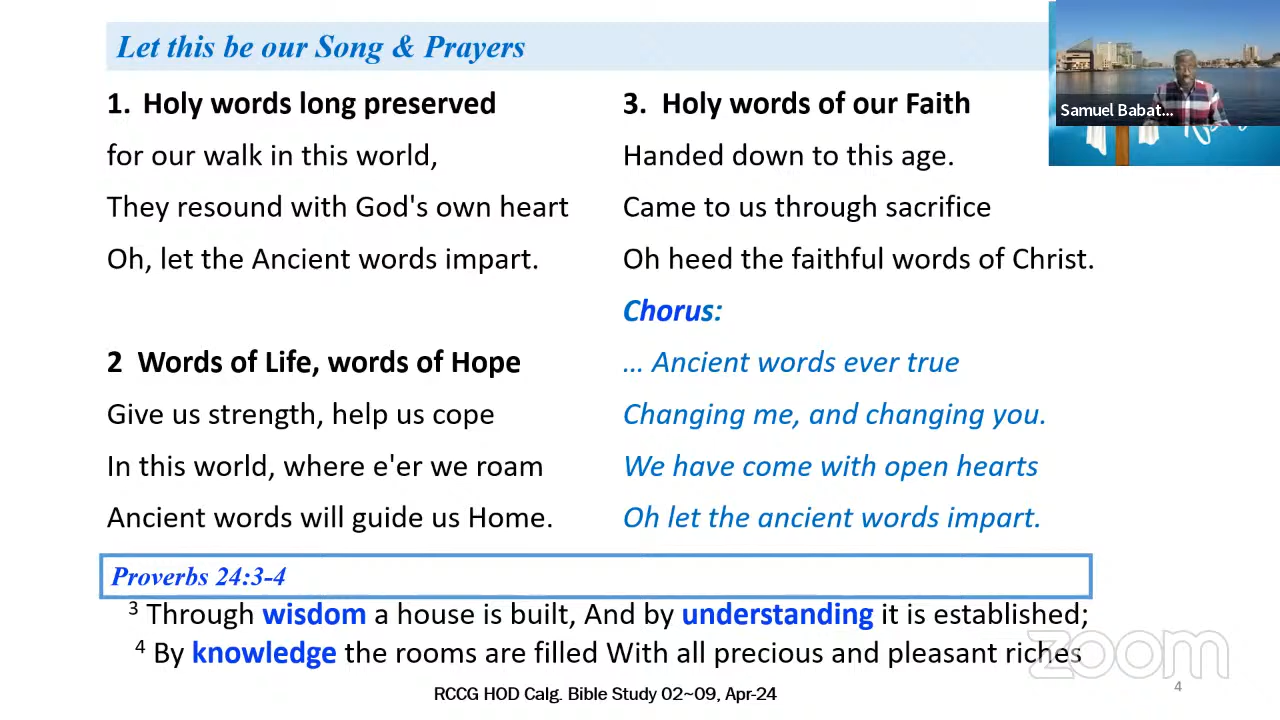 Let this be our Song & Prayers
1. Holy words long preserved
for our walk in this world,
They resound with God's own heart
Oh, let the Ancient words impart.
2 Words of Life, words of Hope
Give us strength, help us cope
In this world, where e'er we roam
Ancient words will guide us Home.
3. Holy words of our Faith
Handed down to this age.
Came to us through sacrifice
Oh heed the faithful words of Christ.
Chorus:
... Ancient words ever true
Changing me, and changing you.
We have come with open hearts
Oh let the ancient words impart.
Samuel Babat...
Proverbs 24:3-4
3 Through wisdom a house is built, And by understanding it is established;
4 By knowledge the rooms are filled With all precious and pleasant riches
zoom
RCCG HOD Calg. Bible Study 02~09, Apr-24
4